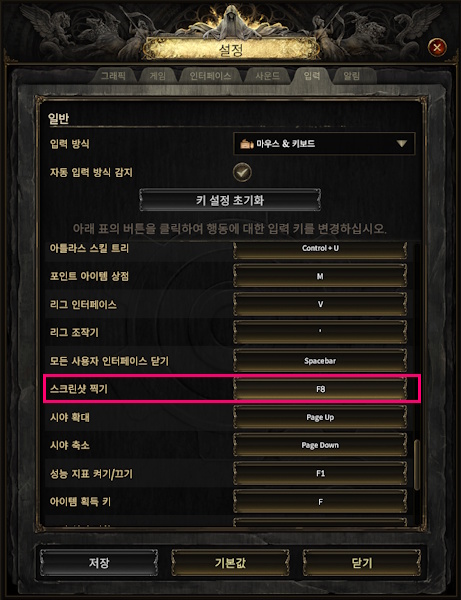 설정
그래픽 게임 인터페이스 사운드 입력 알림
일반
입력 방식 마우스 & 키보드
자동 입력 방식 감지
키 설정 초기화
아래 표의 버튼을 클릭하여 행동에 대한 입력 키를 변경하십시오.
아틀라스 스킬 트리 Control + U
포인트 아이템 상점 M
리그 인터페이스 V
리그 조작기 '
모든 사용자 인터페이스 닫기 Spacebar
스크린샷 찍기 F8
시야 확대 Page Up
시야 축소 Page Down
성능 지표 켜기/끄기 F1
아이템 획득 키 F
저장 기본값 닫기